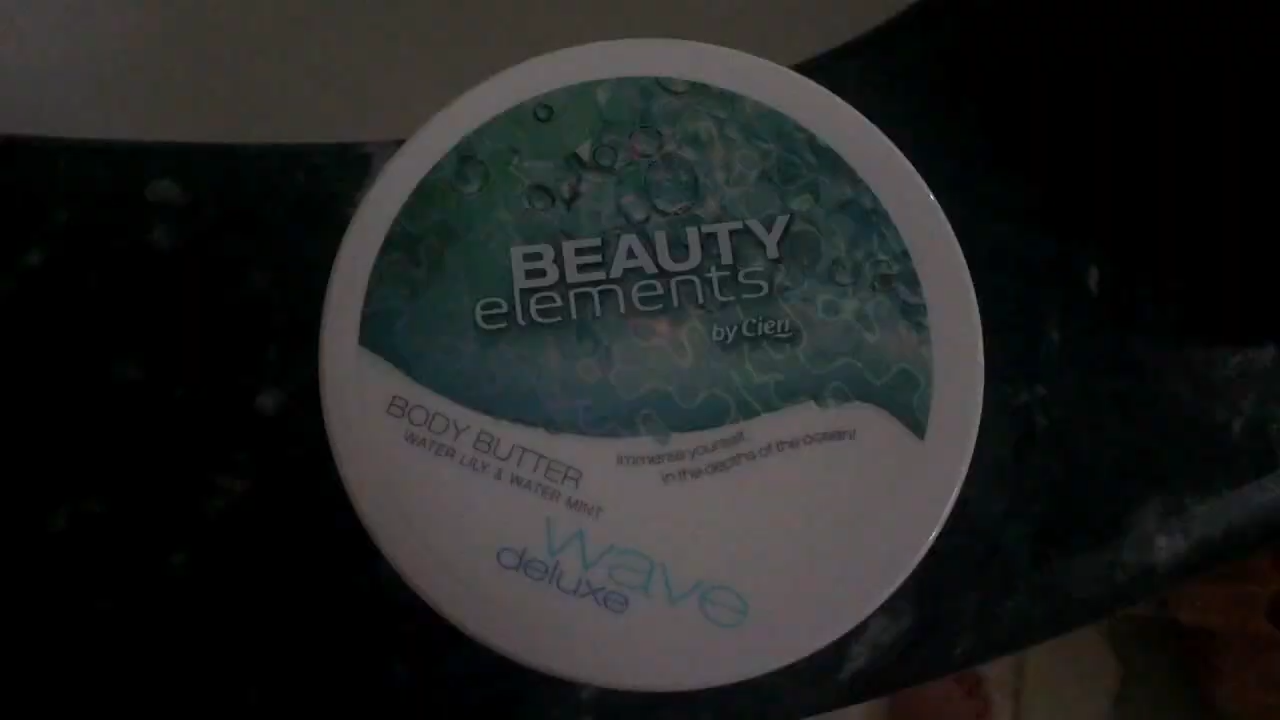 BEAUTY
elements
by Cien
BODY BUTTER
WATER LILY & WATER MINT
Immerse yourself
in the depths of the ocean!
wave
deluxe